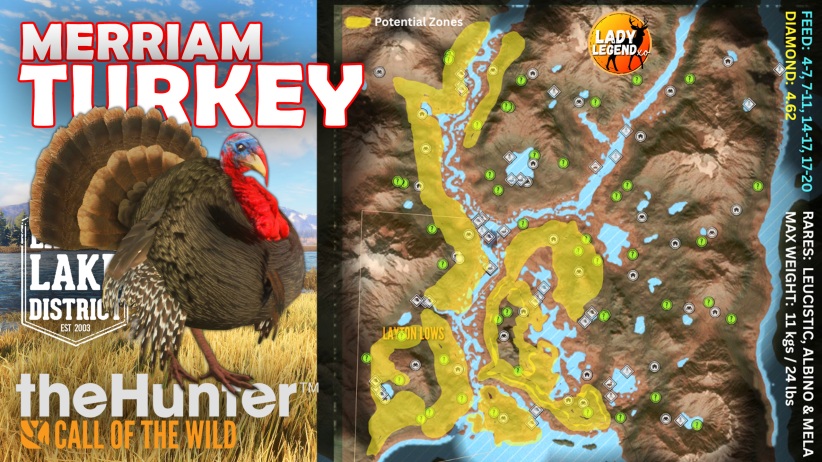 MERRIAM
TURKEY
LAKE
DISTRICT
EST 2003
theHunter™
CALL OF THE WILD
Potential Zones
LADY
LEGEND
LAYTON LOWS
FEED: 4-7, 7-11, 14-17, 17-20
DIAMOND: 4.62
RARES: LEUCISTIC, ALBINO & MELA
MAX WEIGHT: 11 kgs / 24 lbs